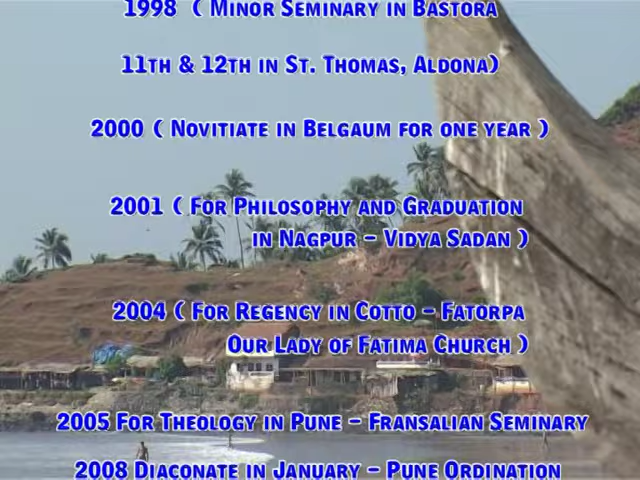 1998 ( Minor Seminary in Bastora
11th & 12th in St. Thomas, Aldona)
2000 ( Novitiate in Belgaum for one year )
2001 ( For Philosophy and Graduation
in Nagpur - Vidya Sadan )
2004 ( For Regency in Cotto - Fatorpa
Our Lady of Fatima Church )
2005 For Theology in Pune - Fransalian Seminary
2008 Diaconate in January - Pune Ordination